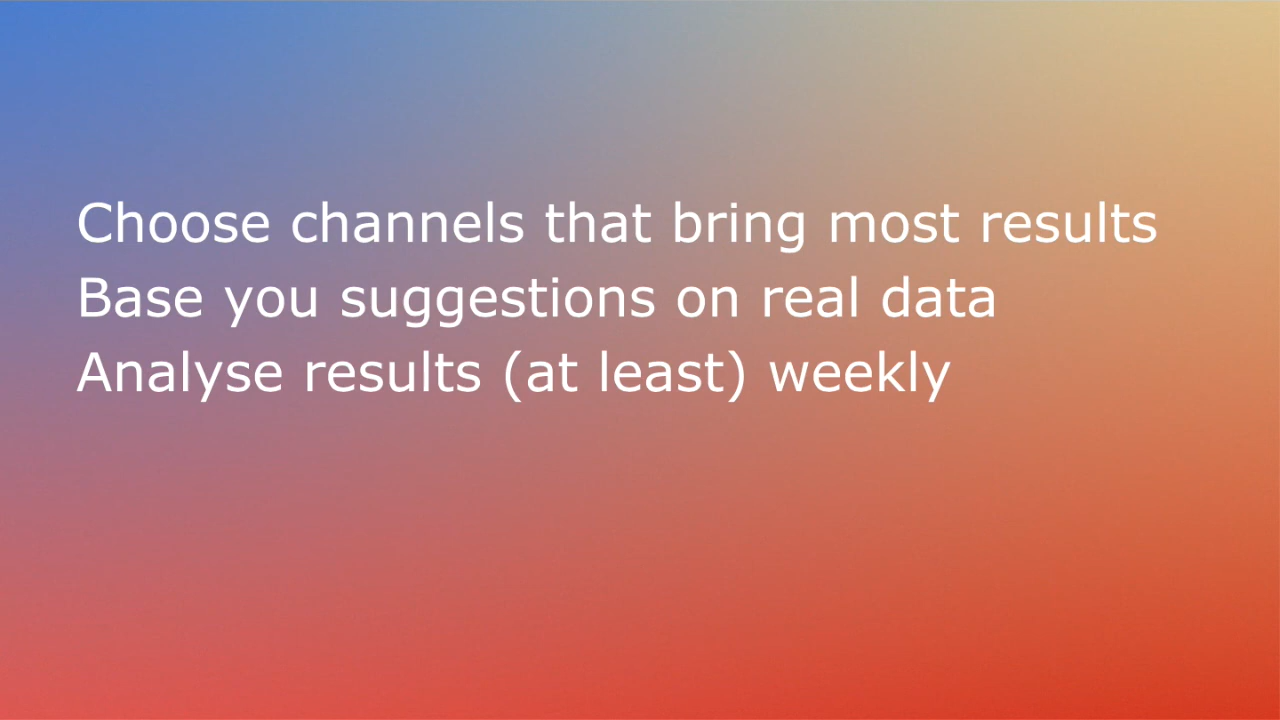 Choose channels that bring most results
Base you suggestions on real data
Analyse results (at least) weekly